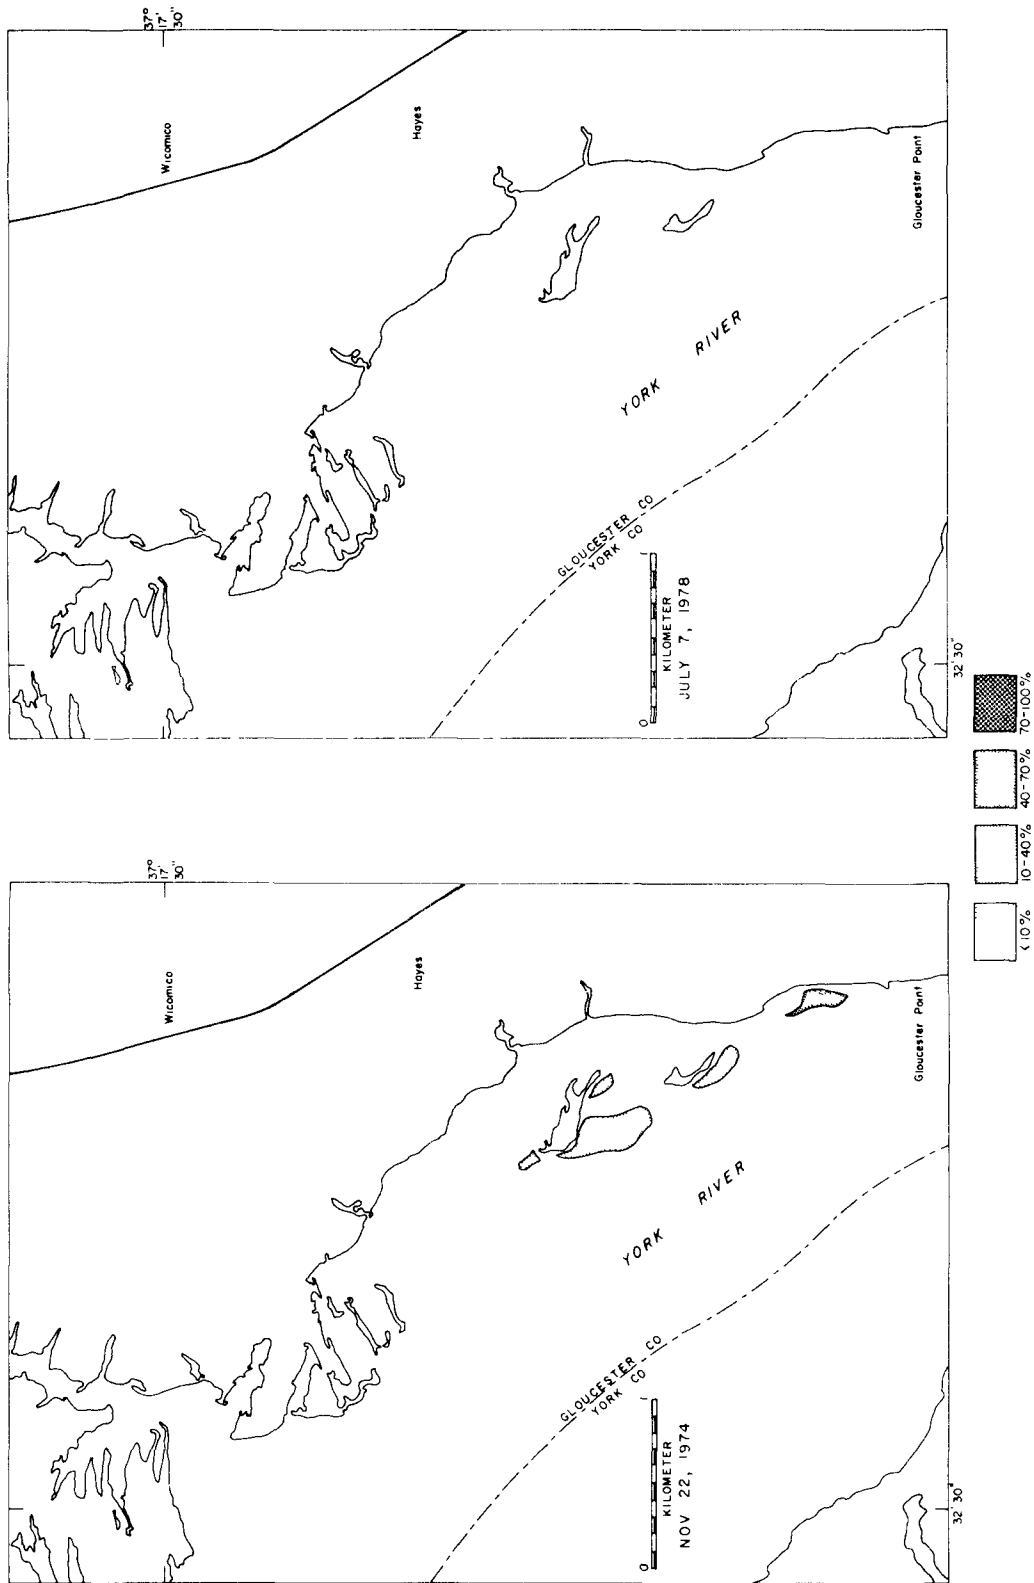 37°
17'
30"
Wicomico
Hayes
Gloucester Point
YORK RIVER
GLOUCESTER CO
YORK CO
0 1
KILOMETER
JULY 7, 1978
32'30"
37°
17'
30"
Wicomico
Hayes
Gloucester Point
YORK RIVER
GLOUCESTER CO
YORK CO
0 1
KILOMETER
NOV 22, 1974
32'30"
<10%
10-40%
40-70%
70-100%